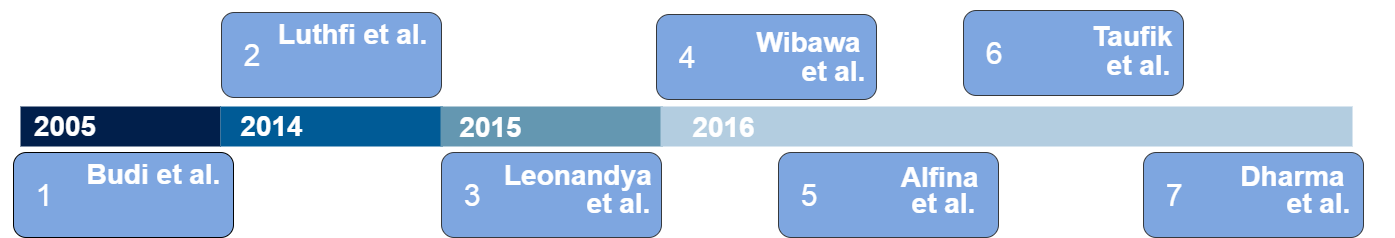 2
Luthfi et al.
4
Wibawa
et al.
6
Taufik
et al.
2005
2014
2015
2016
1
Budi et al.
3
Leonandya
et al.
5
Alfina
et al.
7
Dharma
et al.